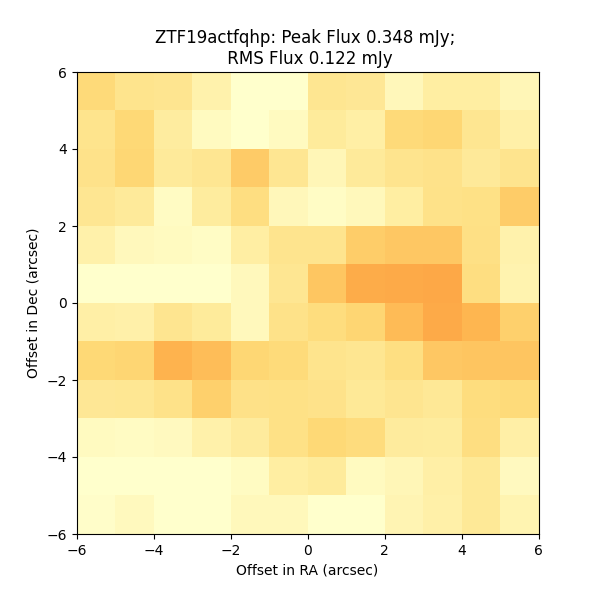 ZTF19actfqhp: Peak Flux 0.348 mJy;
RMS Flux 0.122 mJy
6
4
2
0
−2
−4
−6
Offset in Dec (arcsec)
−6 −4 −2 0 2 4 6
Offset in RA (arcsec)